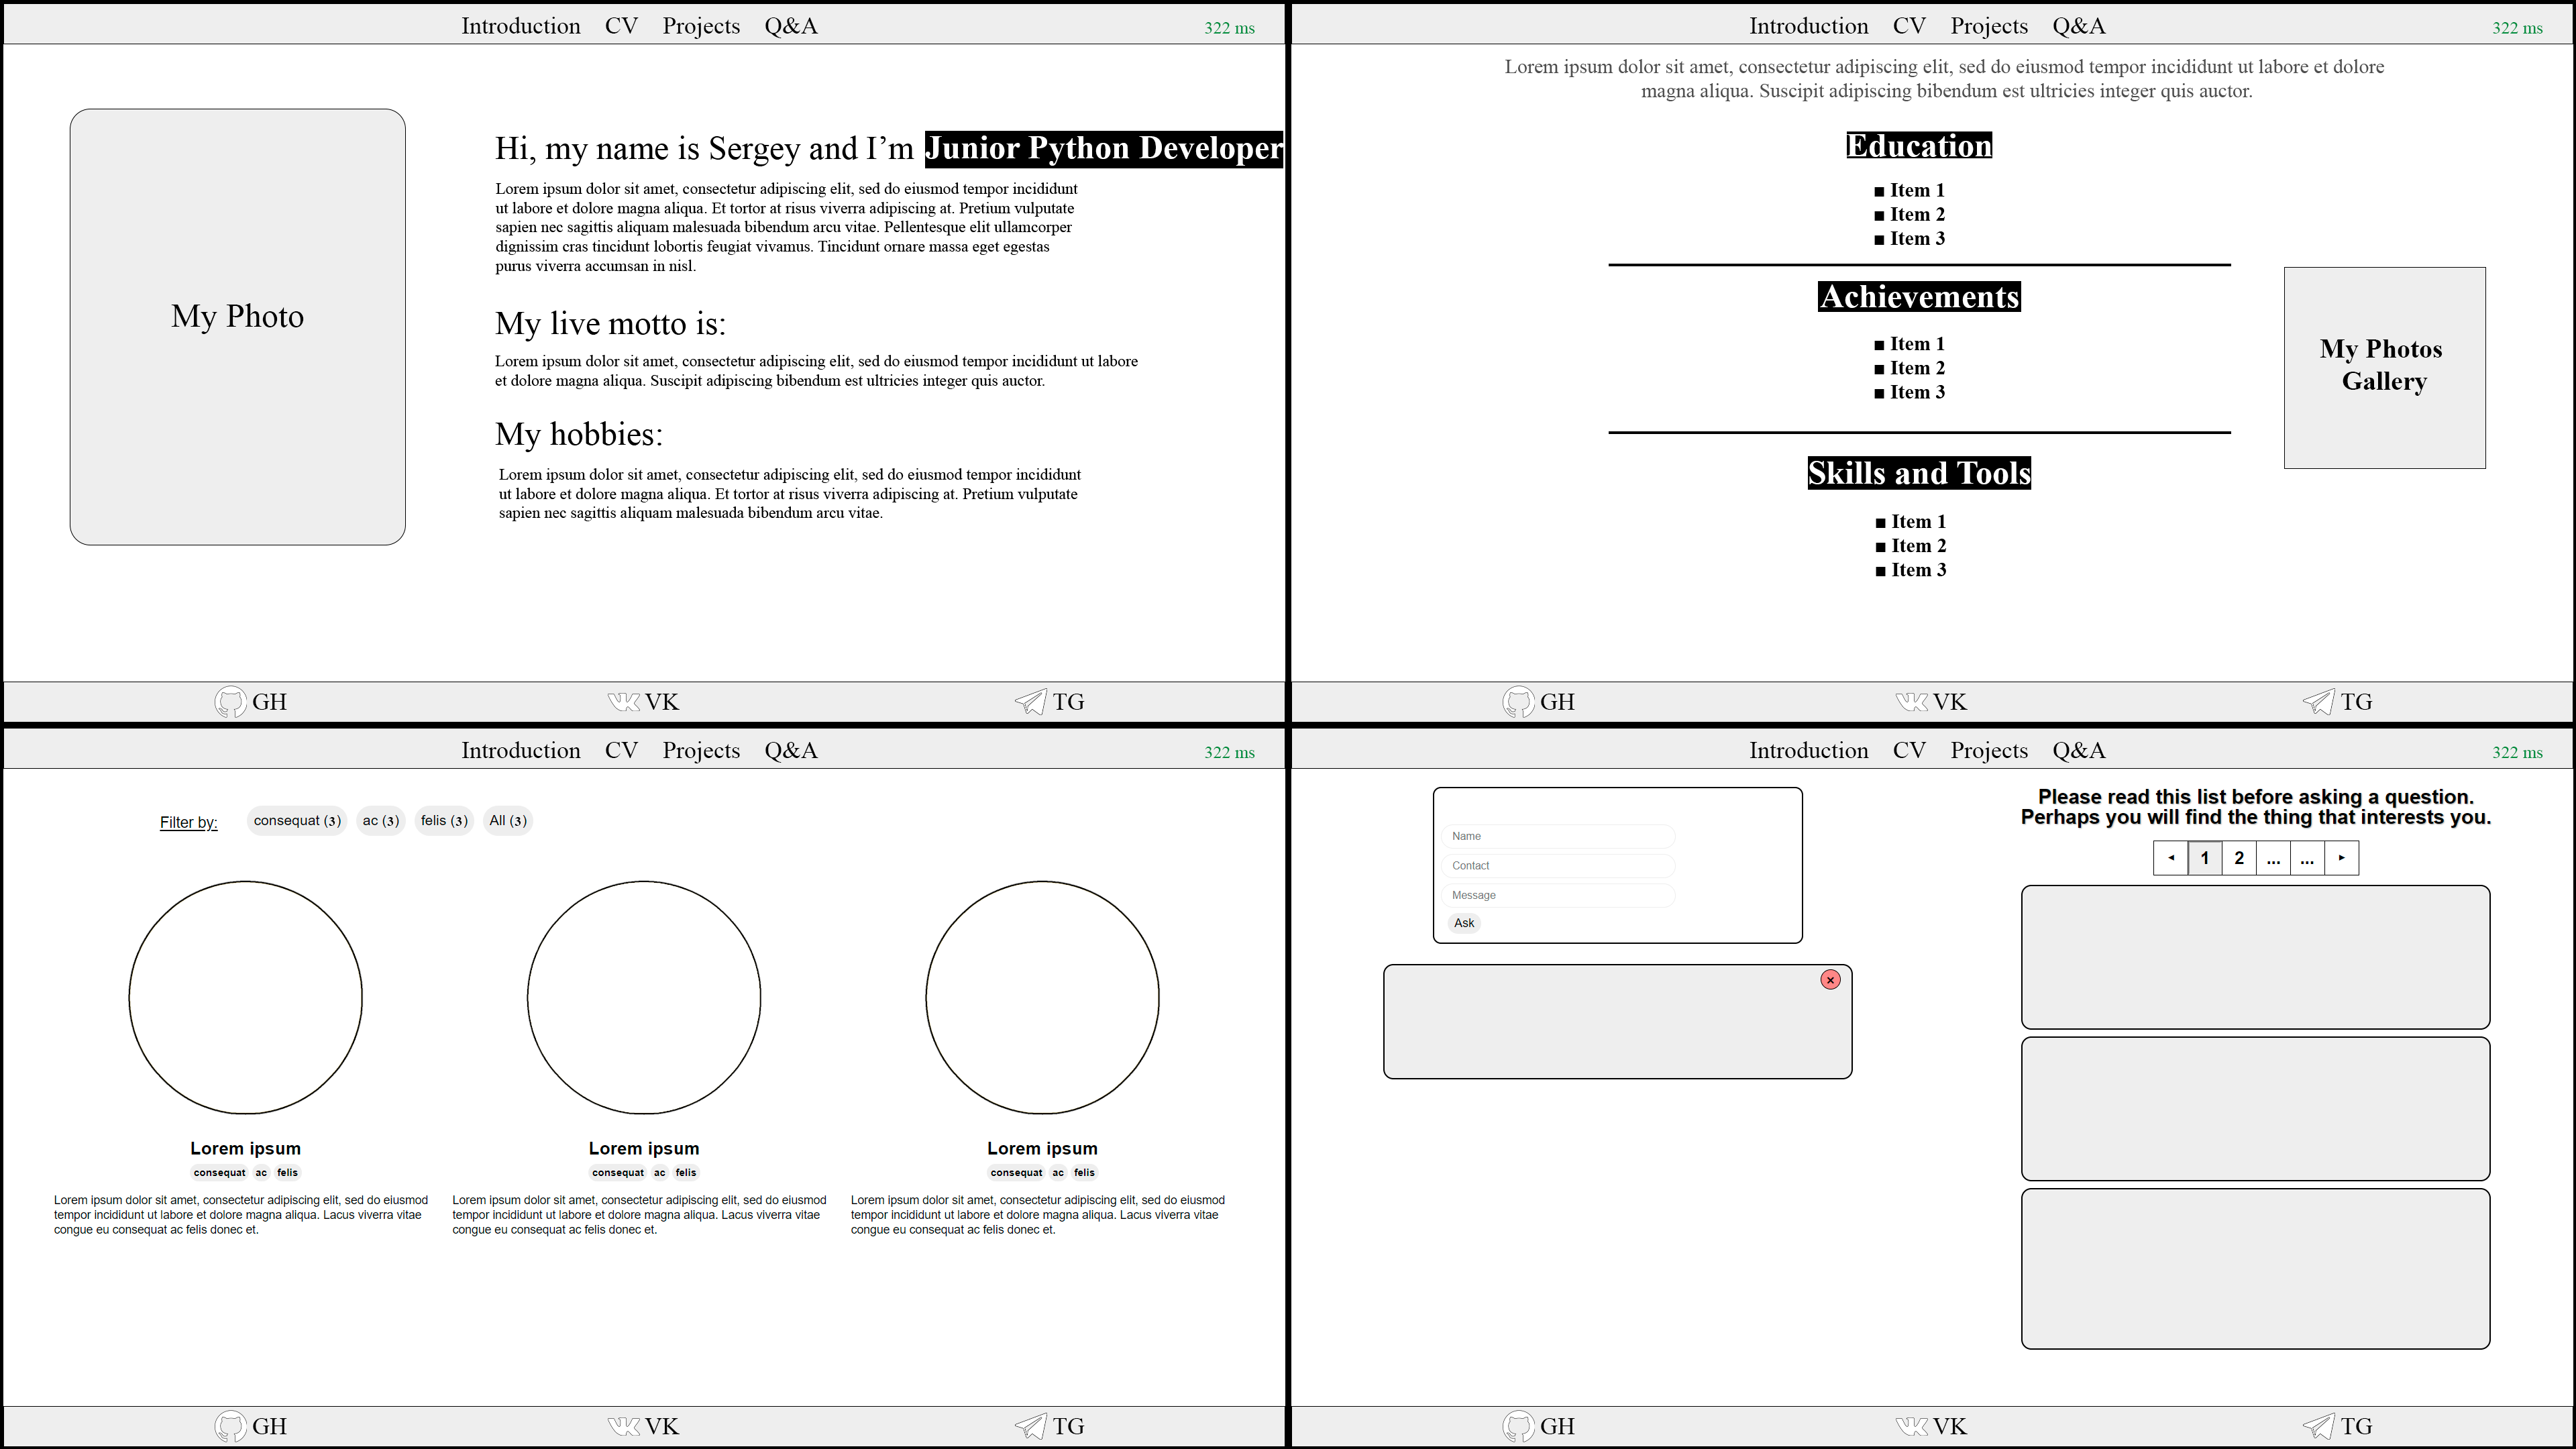 Introduction CV Projects Q&A 322 ms
My Photo
Hi, my name is Sergey and I’m Junior Python Developer
Lorem ipsum dolor sit amet, consectetur adipiscing elit, sed do eiusmod tempor incididunt
ut labore et dolore magna aliqua. Et tortor at risus viverra adipiscing at. Pretium vulputate
sapien nec sagittis aliquam malesuada bibendum arcu vitae. Pellentesque elit ullamcorper
dignissim cras tincidunt lobortis feugiat vivamus. Tincidunt ornare massa eget egestas
purus viverra accumsan in nisl.
My live motto is:
Lorem ipsum dolor sit amet, consectetur adipiscing elit, sed do eiusmod tempor incididunt ut labore
et dolore magna aliqua. Suscipit adipiscing bibendum est ultricies integer quis auctor.
My hobbies:
Lorem ipsum dolor sit amet, consectetur adipiscing elit, sed do eiusmod tempor incididunt
ut labore et dolore magna aliqua. Et tortor at risus viverra adipiscing at. Pretium vulputate
sapien nec sagittis aliquam malesuada bibendum arcu vitae.
GH VK TG
Introduction CV Projects Q&A 322 ms
Lorem ipsum dolor sit amet, consectetur adipiscing elit, sed do eiusmod tempor incididunt ut labore et dolore
magna aliqua. Suscipit adipiscing bibendum est ultricies integer quis auctor.
Education
■ Item 1
■ Item 2
■ Item 3
Achievements
■ Item 1
■ Item 2
■ Item 3
Skills and Tools
■ Item 1
■ Item 2
■ Item 3
My Photos
Gallery
GH VK TG
Introduction CV Projects Q&A 322 ms
Filter by: consequat (3) ac (3) felis (3) All (3)
Lorem ipsum
consequat ac felis
Lorem ipsum dolor sit amet, consectetur adipiscing elit, sed do eiusmod
tempor incididunt ut labore et dolore magna aliqua. Lacus viverra vitae
congue eu consequat ac felis donec et.
Lorem ipsum
consequat ac felis
Lorem ipsum dolor sit amet, consectetur adipiscing elit, sed do eiusmod
tempor incididunt ut labore et dolore magna aliqua. Lacus viverra vitae
congue eu consequat ac felis donec et.
Lorem ipsum
consequat ac felis
Lorem ipsum dolor sit amet, consectetur adipiscing elit, sed do eiusmod
tempor incididunt ut labore et dolore magna aliqua. Lacus viverra vitae
congue eu consequat ac felis donec et.
GH VK TG
Introduction CV Projects Q&A 322 ms
Name
Contact
Message
Ask
Please read this list before asking a question.
Perhaps you will find the thing that interests you.
◄ 1 2 ... ... ►
GH VK TG